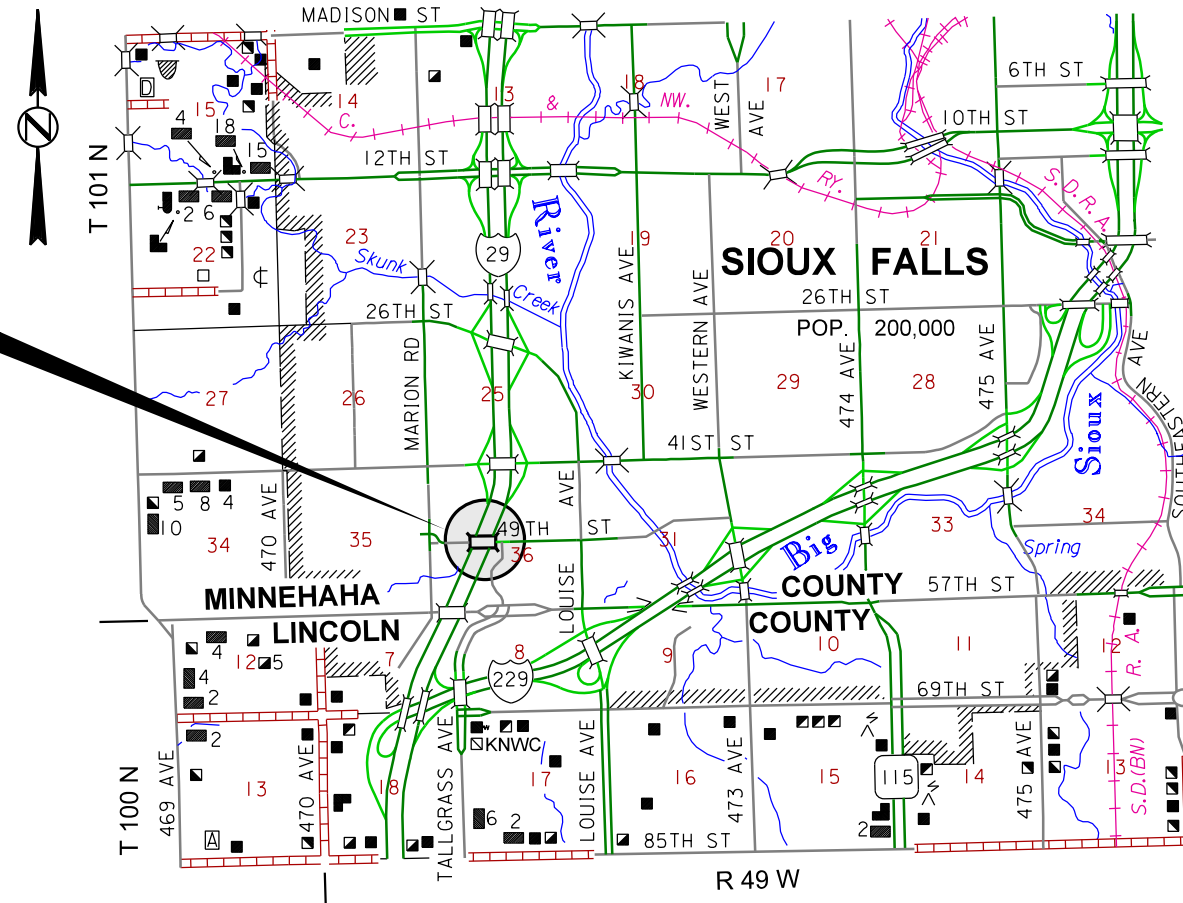 MADISON ST
6TH ST
10TH ST
12TH ST
WEST AVE
C. & NW. RY.
S.D.R.A.
T 101 N
N
D
15
14
13
18
17
4
18
15
2
6
22
23
19
20
21
29
River
Skunk Creek
SIOUX FALLS
POP. 200,000
26TH ST
26TH ST
MARION RD
KIWANIS AVE
WESTERN AVE
474 AVE
475 AVE
SOUTHEASTERN AVE
27
26
25
30
29
28
41ST ST
Big Sioux
5
8
4
10
34
470 AVE
35
49TH ST
36
31
33
34
Spring
LOUISE AVE
MINNEHAHA COUNTY
LINCOLN COUNTY
57TH ST
4
12
5
4
2
2
7
8
9
10
11
12
229
69TH ST
R. A.
S.D.(BN)
KNWC
T 100 N
469 AVE
13
470 AVE
18
TALLGRASS AVE
17
LOUISE AVE
16
473 AVE
15
115
14
475 AVE
13
A
6
2
2
85TH ST
R 49 W